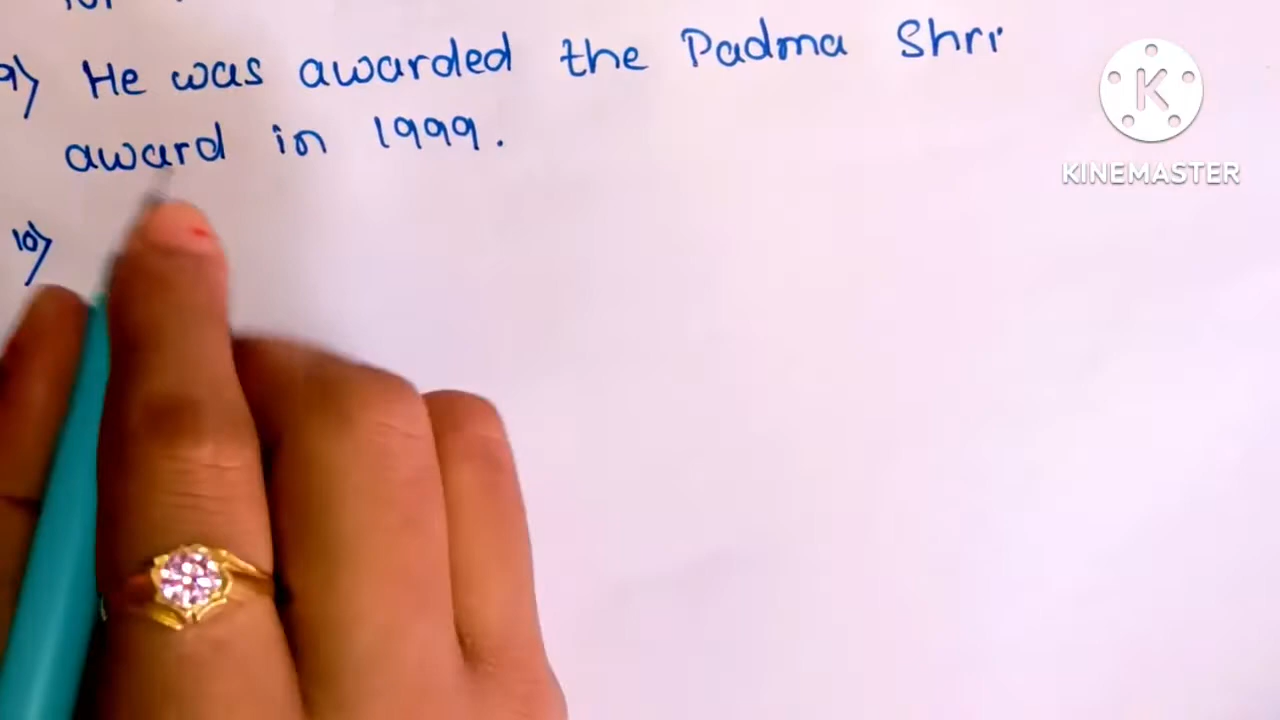 9) He was awarded the Padma Shri
award in 1999.
10)
K
KINEMASTER